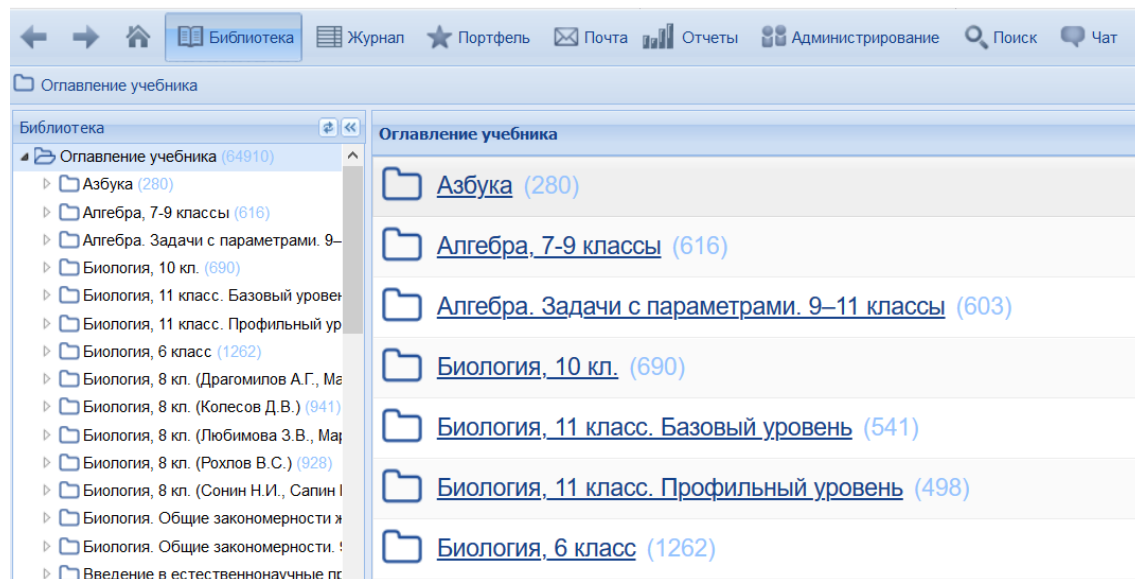 Библиотека Журнал Портфель Почта Отчеты Администрирование Поиск Чат
Оглавление учебника
Библиотека
Оглавление учебника (64910)
Азбука (280)
Алгебра, 7-9 классы (616)
Алгебра. Задачи с параметрами. 9–
Биология, 10 кл. (690)
Биология, 11 класс. Базовый уровен
Биология, 11 класс. Профильный ур
Биология, 6 класс (1262)
Биология, 8 кл. (Драгомилов А.Г., Ма
Биология, 8 кл. (Колесов Д.В.) (941)
Биология, 8 кл. (Любимова З.В., Мар
Биология, 8 кл. (Рохлов В.С.) (928)
Биология, 8 кл. (Сонин Н.И., Сапин
Биология. Общие закономерности ж
Биология. Общие закономерности.
Введение в естественнонаучные пр
Оглавление учебника
Азбука (280)
Алгебра, 7-9 классы (616)
Алгебра. Задачи с параметрами. 9–11 классы (603)
Биология, 10 кл. (690)
Биология, 11 класс. Базовый уровень (541)
Биология, 11 класс. Профильный уровень (498)
Биология, 6 класс (1262)